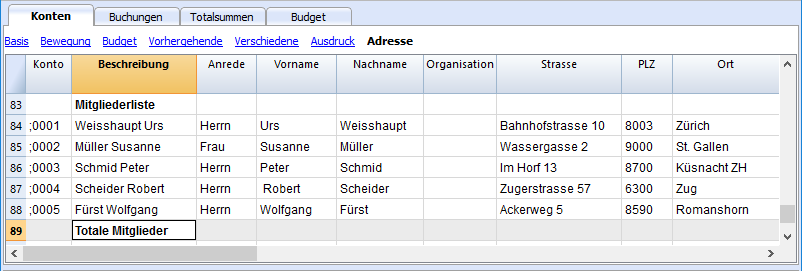 Konten Buchungen Totalsummen Budget
Basis Bewegung Budget Vorhergehende Verschiedene Ausdruck Adresse
Konto Beschreibung Anrede Vorname Nachname Organisation Strasse PLZ Ort
83 Mitgliederliste
84 ;0001 Weisshaupt Urs Herrn Urs Weisshaupt Bahnhofstrasse 10 8003 Zürich
85 ;0002 Müller Susanne Frau Susanne Müller Wassergasse 2 9000 St. Gallen
86 ;0003 Schmid Peter Herrn Peter Schmid Im Horf 13 8700 Küsnacht ZH
87 ;0004 Scheider Robert Herrn Robert Scheider Zugerstrasse 57 6300 Zug
88 ;0005 Fürst Wolfgang Herrn Wolfgang Fürst Ackerweg 5 8590 Romanshorn
89 Totale Mitglieder